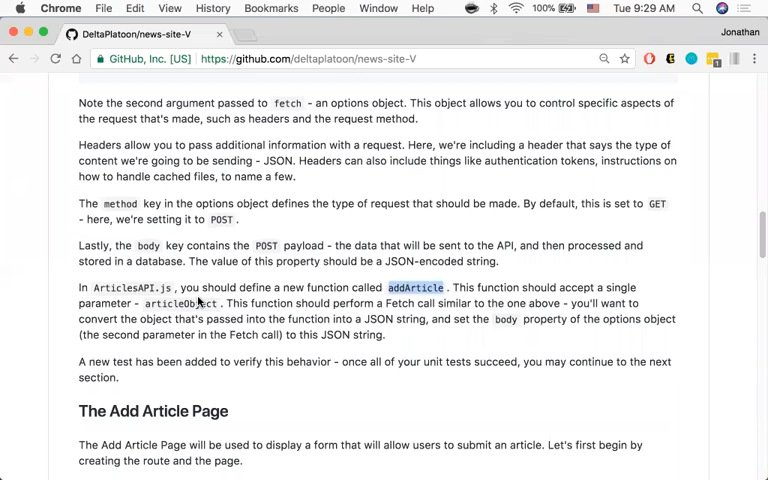 Chrome File Edit View History Bookmarks People Window Help 100% Tue 9:29 AM
DeltaPlatoon/news-site-V Jonathan
GitHub, Inc. [US] https://github.com/deltaplatoon/news-site-V
Note the second argument passed to fetch - an options object. This object allows you to control specific aspects of
the request that's made, such as headers and the request method.
Headers allow you to pass additional information with a request. Here, we're including a header that says the type of
content we're going to be sending - JSON. Headers can also include things like authentication tokens, instructions on
how to handle cached files, to name a few.
The method key in the options object defines the type of request that should be made. By default, this is set to GET
- here, we're setting it to POST .
Lastly, the body key contains the POST payload - the data that will be sent to the API, and then processed and
stored in a database. The value of this property should be a JSON-encoded string.
In ArticlesAPI.js , you should define a new function called addArticle . This function should accept a single
parameter - articleObject . This function should perform a Fetch call similar to the one above - you'll want to
convert the object that's passed into the function into a JSON string, and set the body property of the options object
(the second parameter in the Fetch call) to this JSON string.
A new test has been added to verify this behavior - once all of your unit tests succeed, you may continue to the next
section.
The Add Article Page
The Add Article Page will be used to display a form that will allow users to submit an article. Let's first begin by
creating the route and the page.